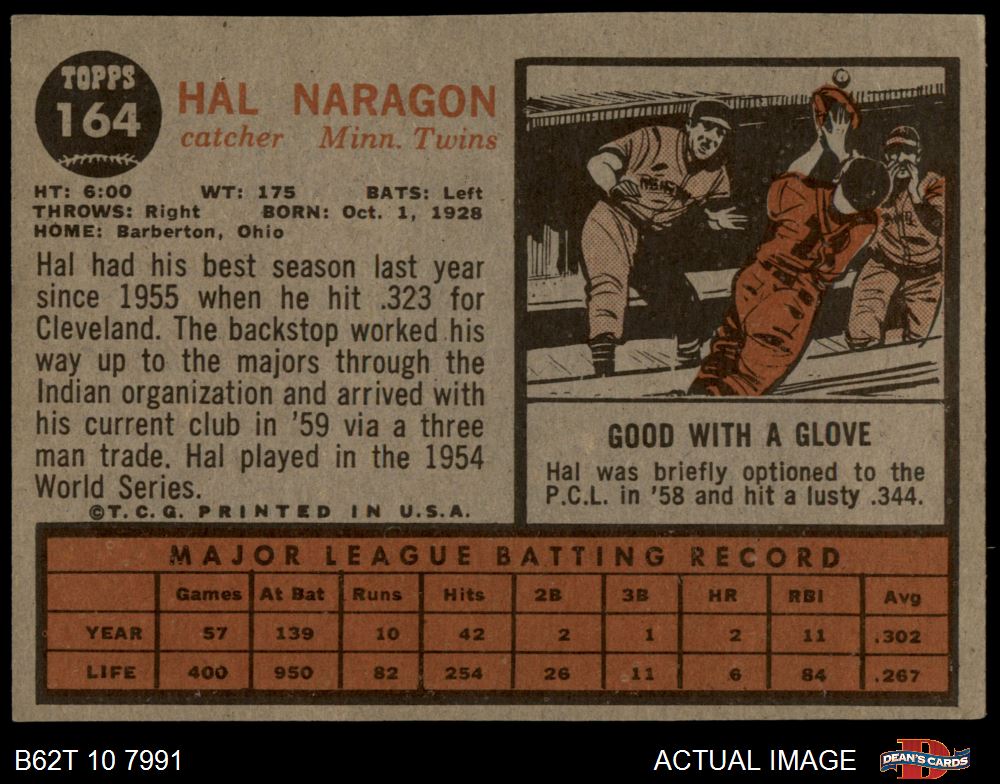 TOPPS
164
HAL NARAGON
catcher Minn. Twins
HT: 6:00 WT: 175 BATS: Left
THROWS: Right BORN: Oct. 1, 1928
HOME: Barberton, Ohio
Hal had his best season last year
since 1955 when he hit .323 for
Cleveland. The backstop worked his
way up to the majors through the
Indian organization and arrived with
his current club in '59 via a three
man trade. Hal played in the 1954
World Series.
©T.C.G. PRINTED IN U.S.A.
GOOD WITH A GLOVE
Hal was briefly optioned to the
P.C.L. in '58 and hit a lusty .344.
MAJOR LEAGUE BATTING RECORD
Games At Bat Runs Hits 2B 3B HR RBI Avg
YEAR 57 139 10 42 2 1 2 11 .302
LIFE 400 950 82 254 26 11 6 84 .267
B62T 10 7991
ACTUAL IMAGE
D
DEAN'S CARDS